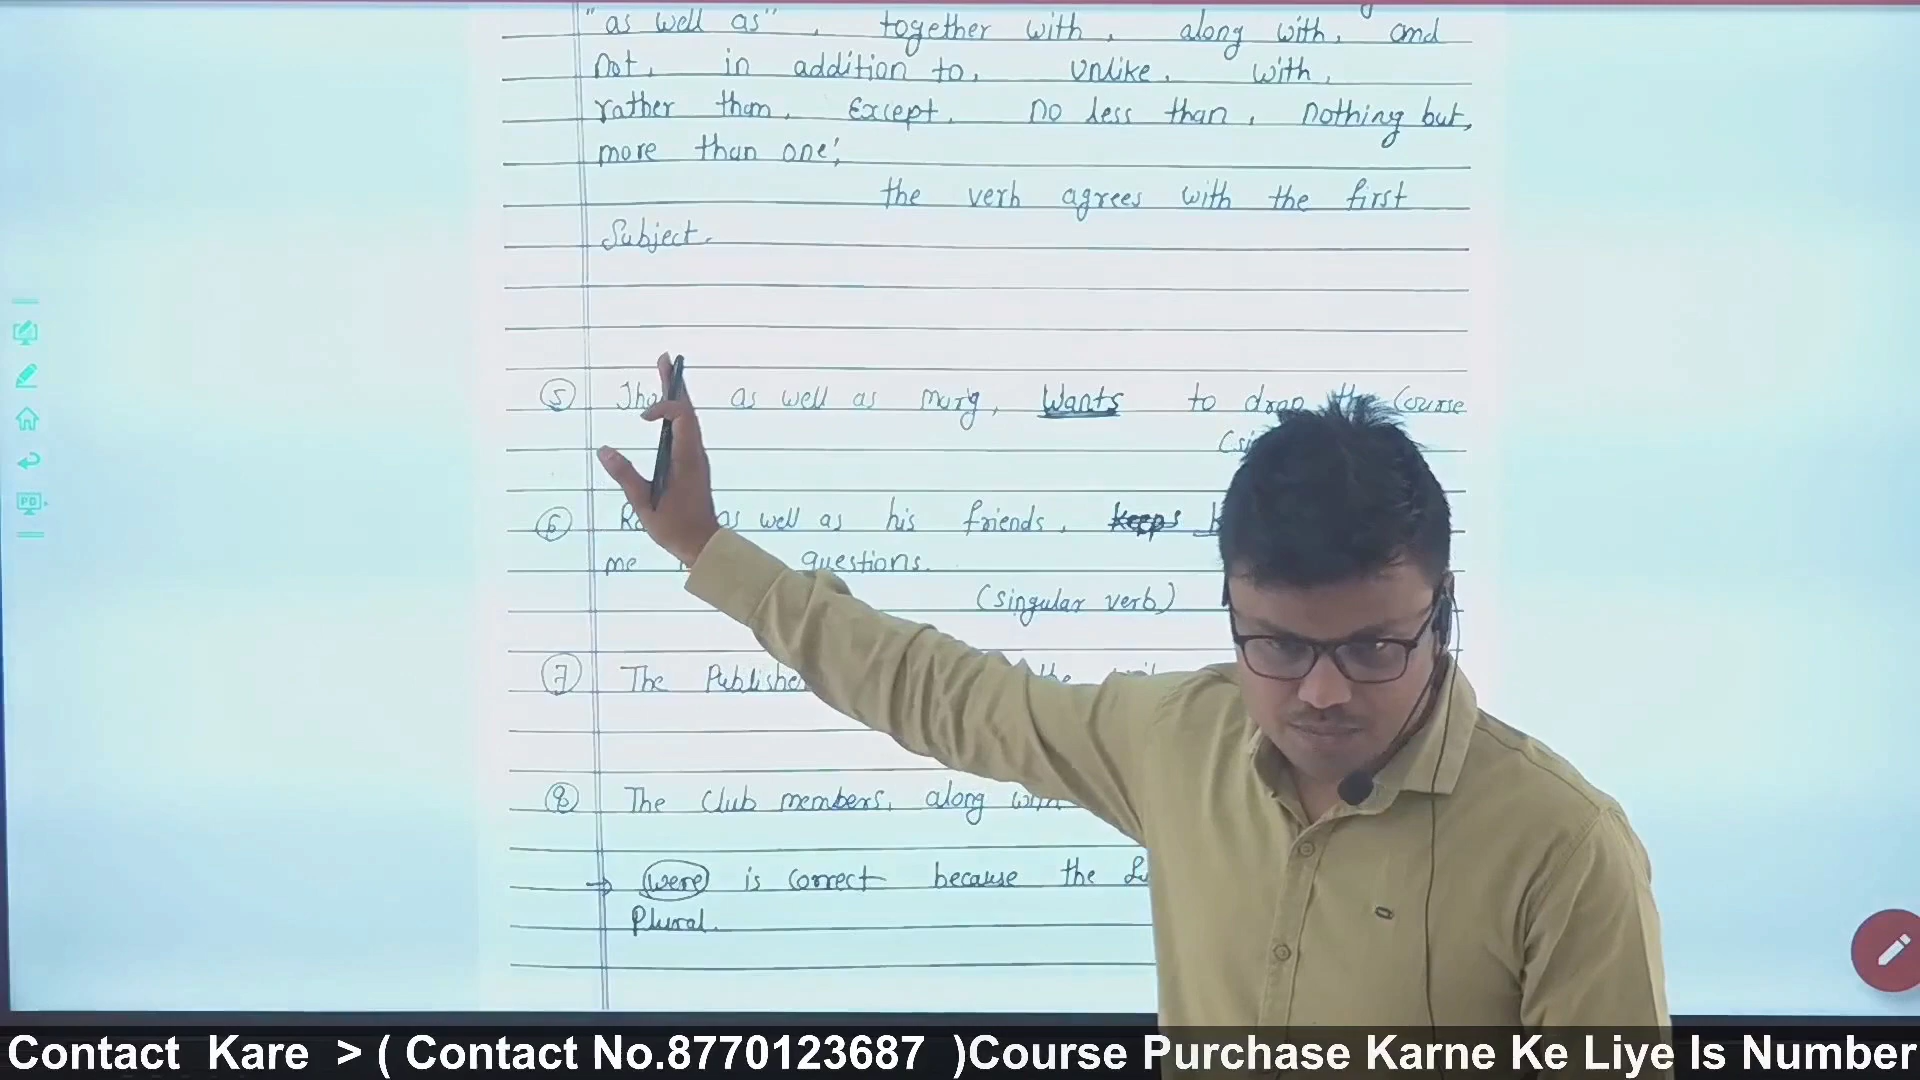 "as well as", together with, along with, and
not, in addition to, unlike, with,
rather than, Except, no less than, nothing but,
more than one',
the verb agrees with the first
Subject.
⑤ as well as wants to drop the Course
⑥ as well as his friends, keeps
me questions.
(singular verb)
⑦ The Publisher the
⑧ The Club members, along with
→ were is correct because the
Plural.
PD
Contact Kare > ( Contact No.8770123687 )Course Purchase Karne Ke Liye Is Number